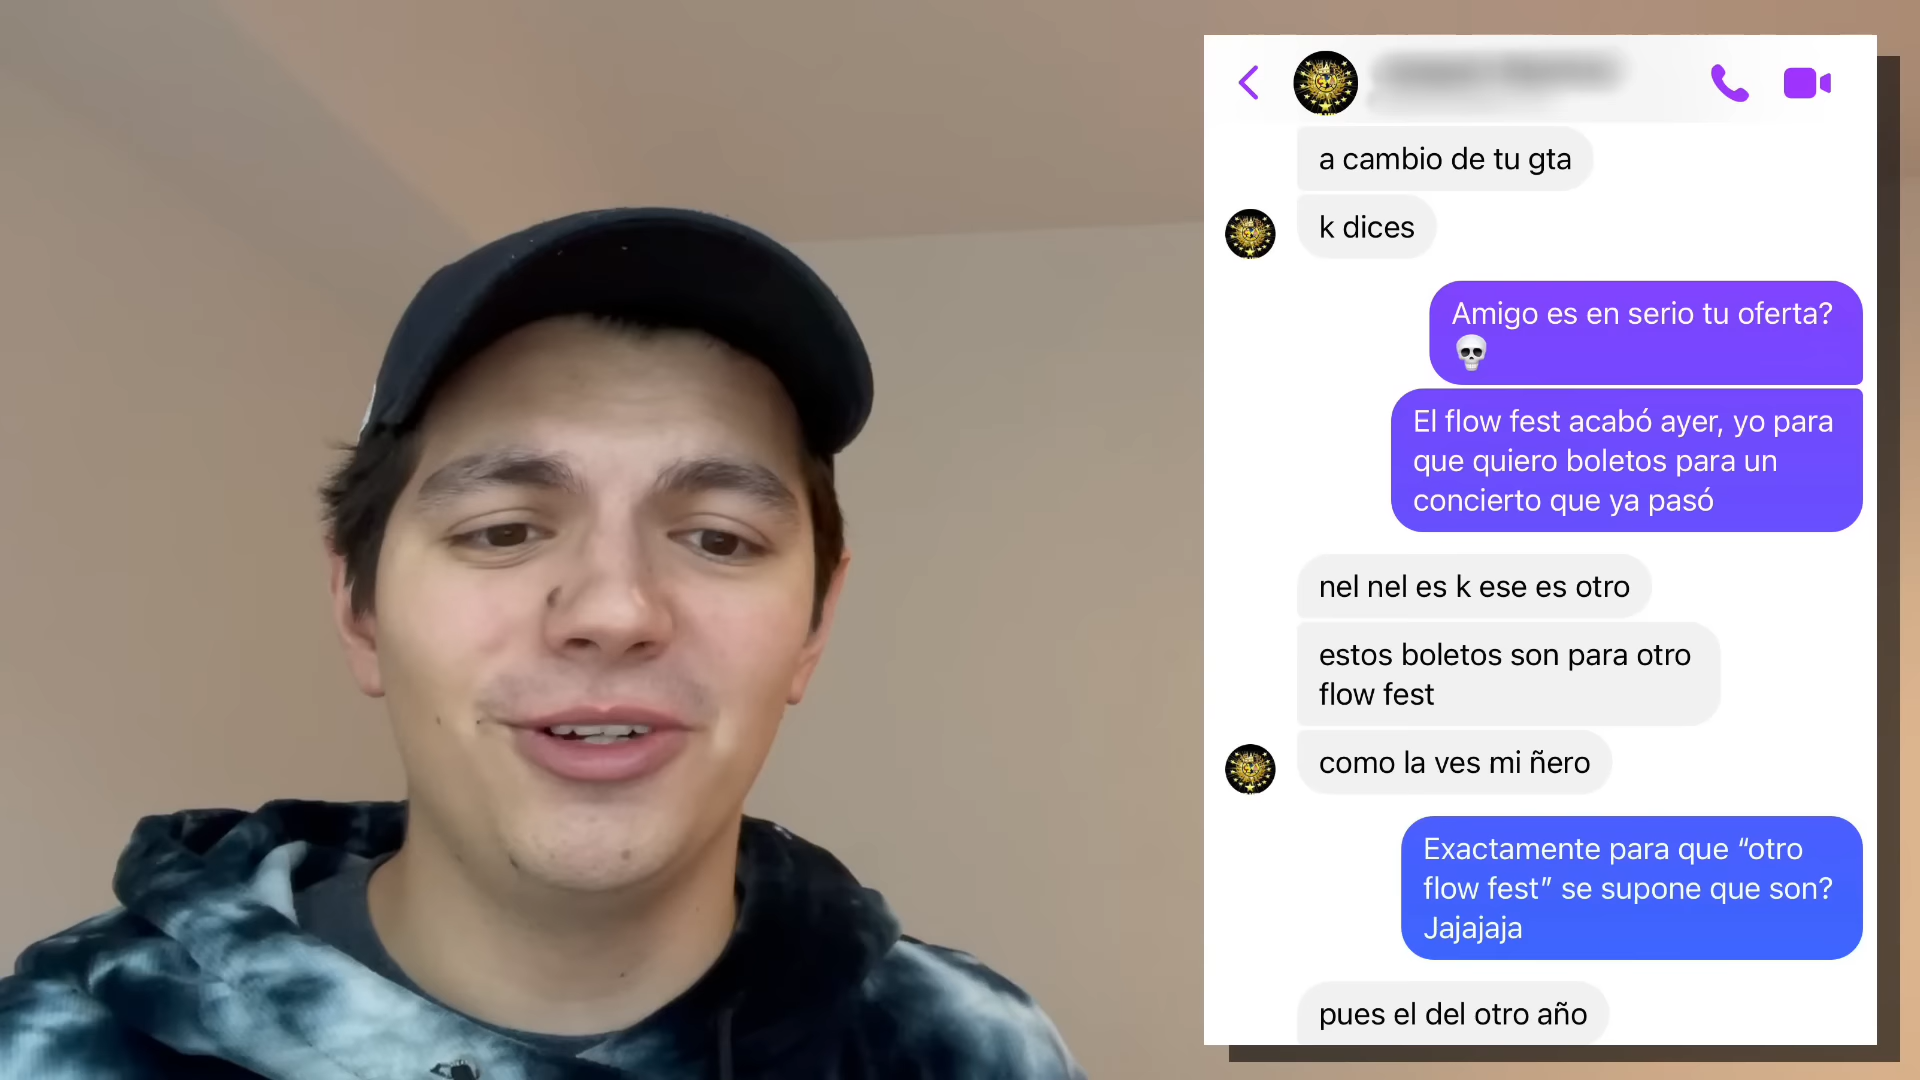 a cambio de tu gta
k dices
Amigo es en serio tu oferta?
💀
El flow fest acabó ayer, yo para
que quiero boletos para un
concierto que ya pasó
nel nel es k ese es otro
estos boletos son para otro
flow fest
como la ves mi ñero
Exactamente para que “otro
flow fest” se supone que son?
Jajajaja
pues el del otro año